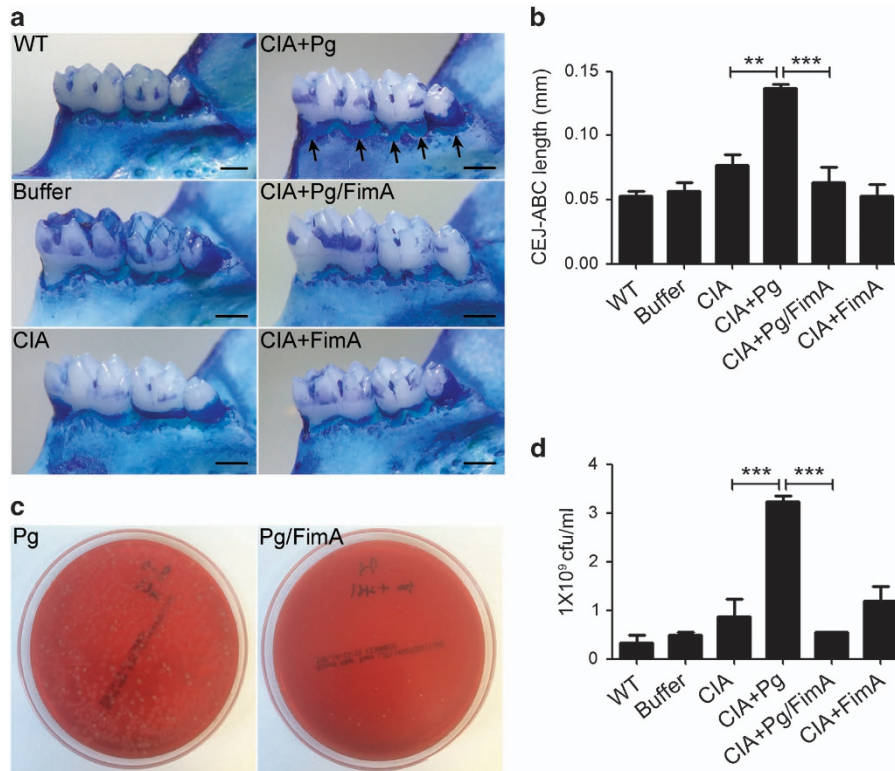 a
WT
CIA+Pg
Buffer
CIA+Pg/FimA
CIA
CIA+FimA
b
CEJ-ABC length (mm)
0.15
0.10
0.05
0.00
**
***
WT
Buffer
CIA
CIA+Pg
CIA+Pg/FimA
CIA+FimA
c
Pg
Pg/FimA
d
1X10⁹ cfu/ml
4
3
2
1
0
***
***
WT
Buffer
CIA
CIA+Pg
CIA+Pg/FimA
CIA+FimA